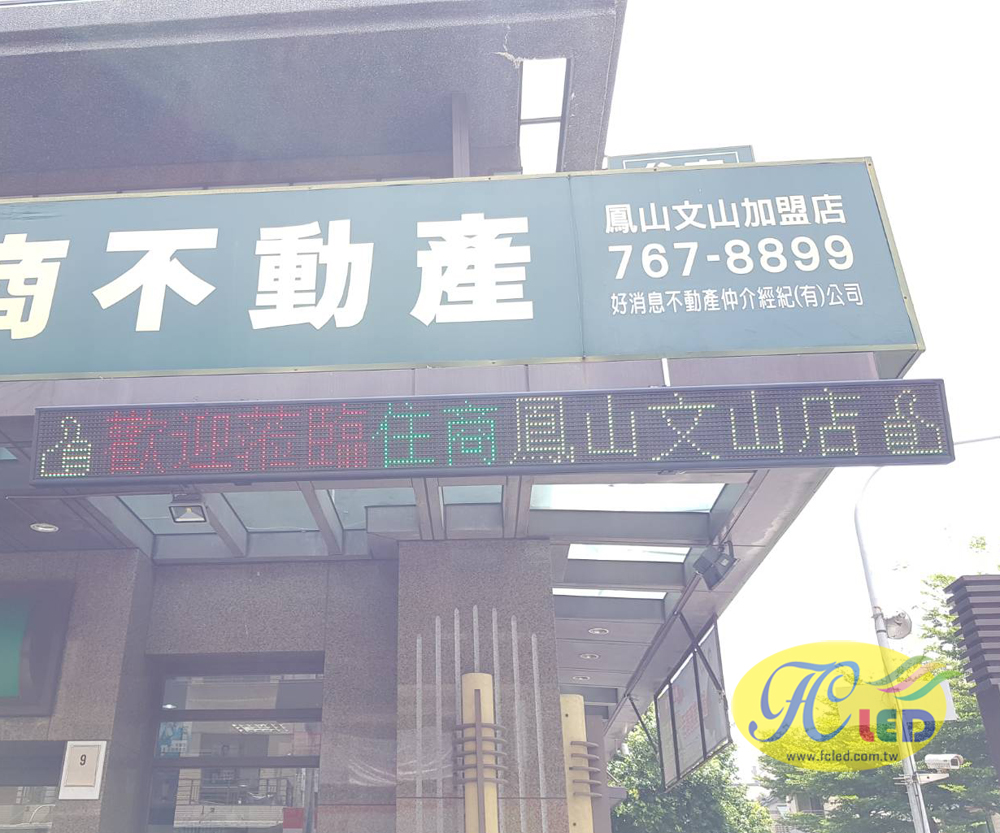 商不動產
鳳山文山加盟店
767-8899
好消息不動產仲介經紀(有)公司
歡迎蒞臨住商鳳山文山店
9
FC LED
www.fcled.com.tw